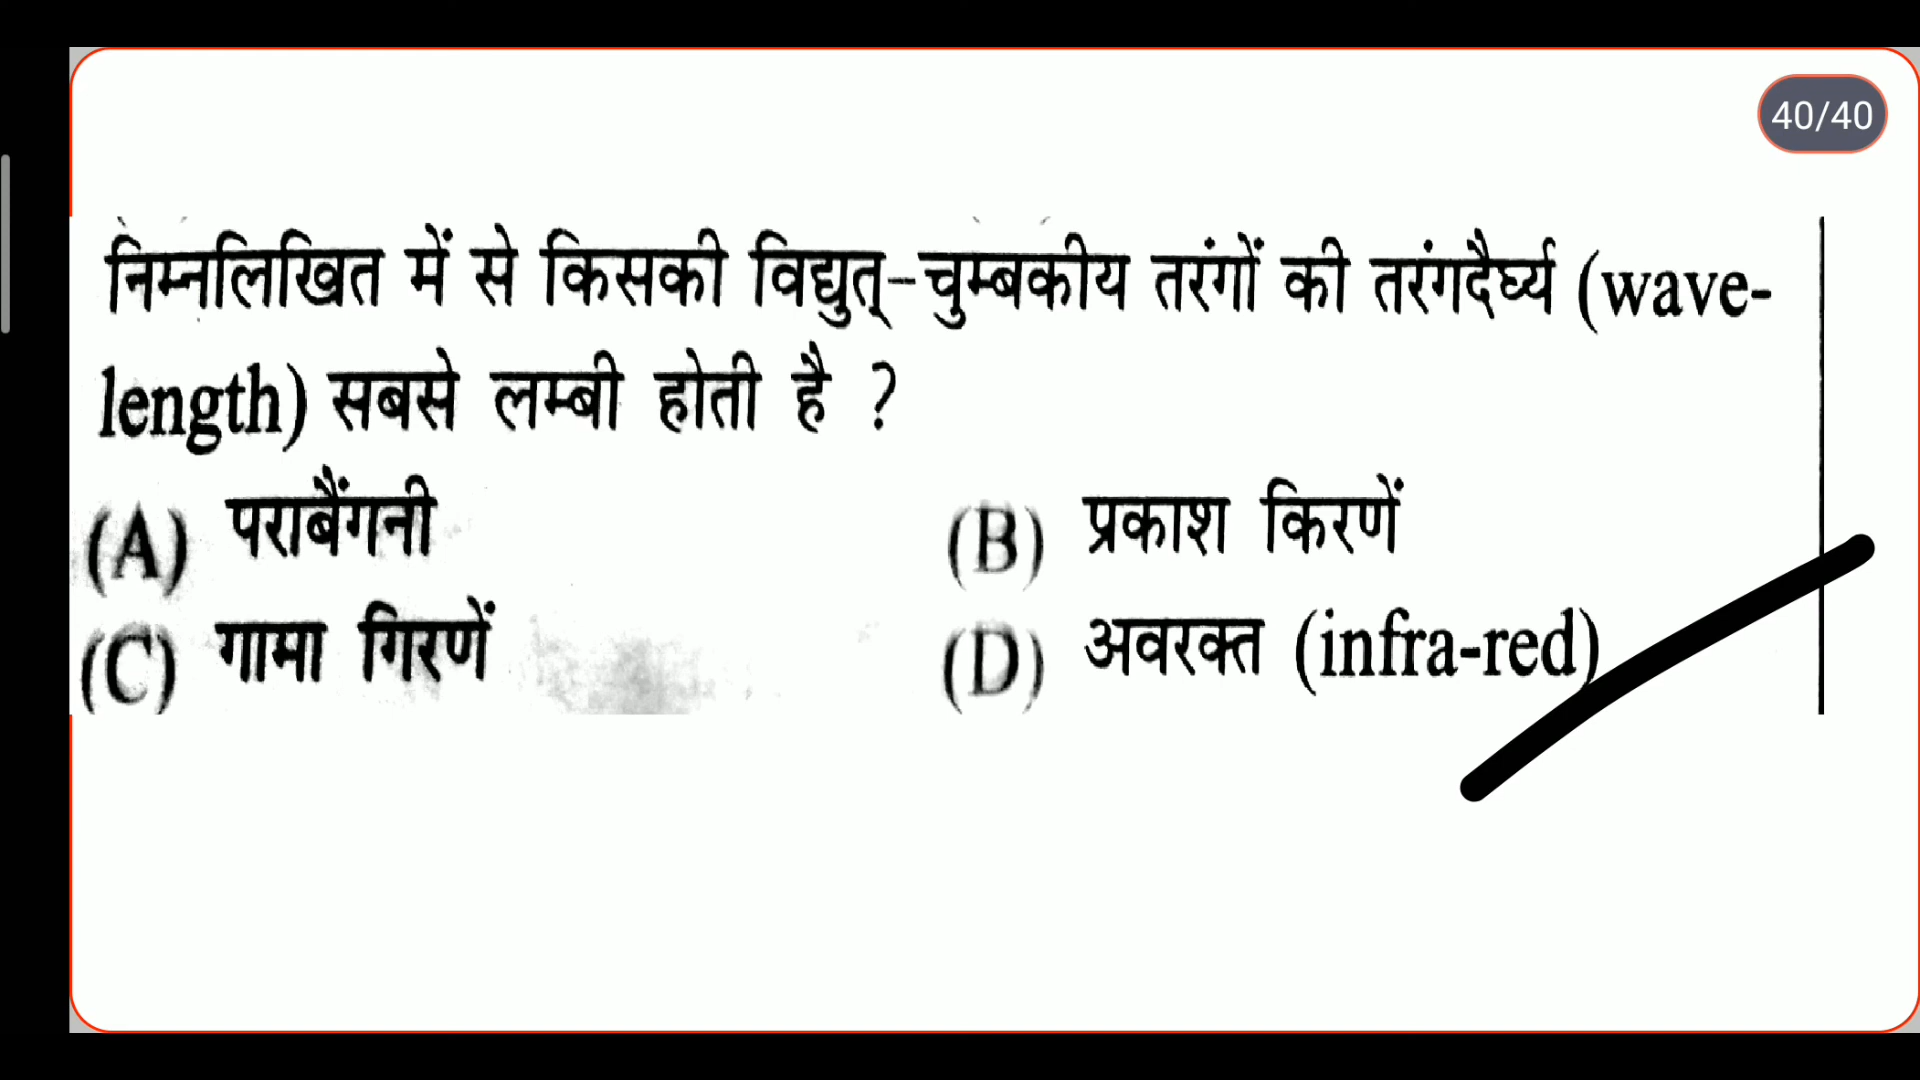 40/40
निम्नलिखित में से किसकी विद्युत्-चुम्बकीय तरंगों की तरंगदैर्घ्य (wave-
length) सबसे लम्बी होती है ?
(A) पराबैंगनी (B) प्रकाश किरणें
(C) गामा गिरणें (D) अवरक्त (infra-red)